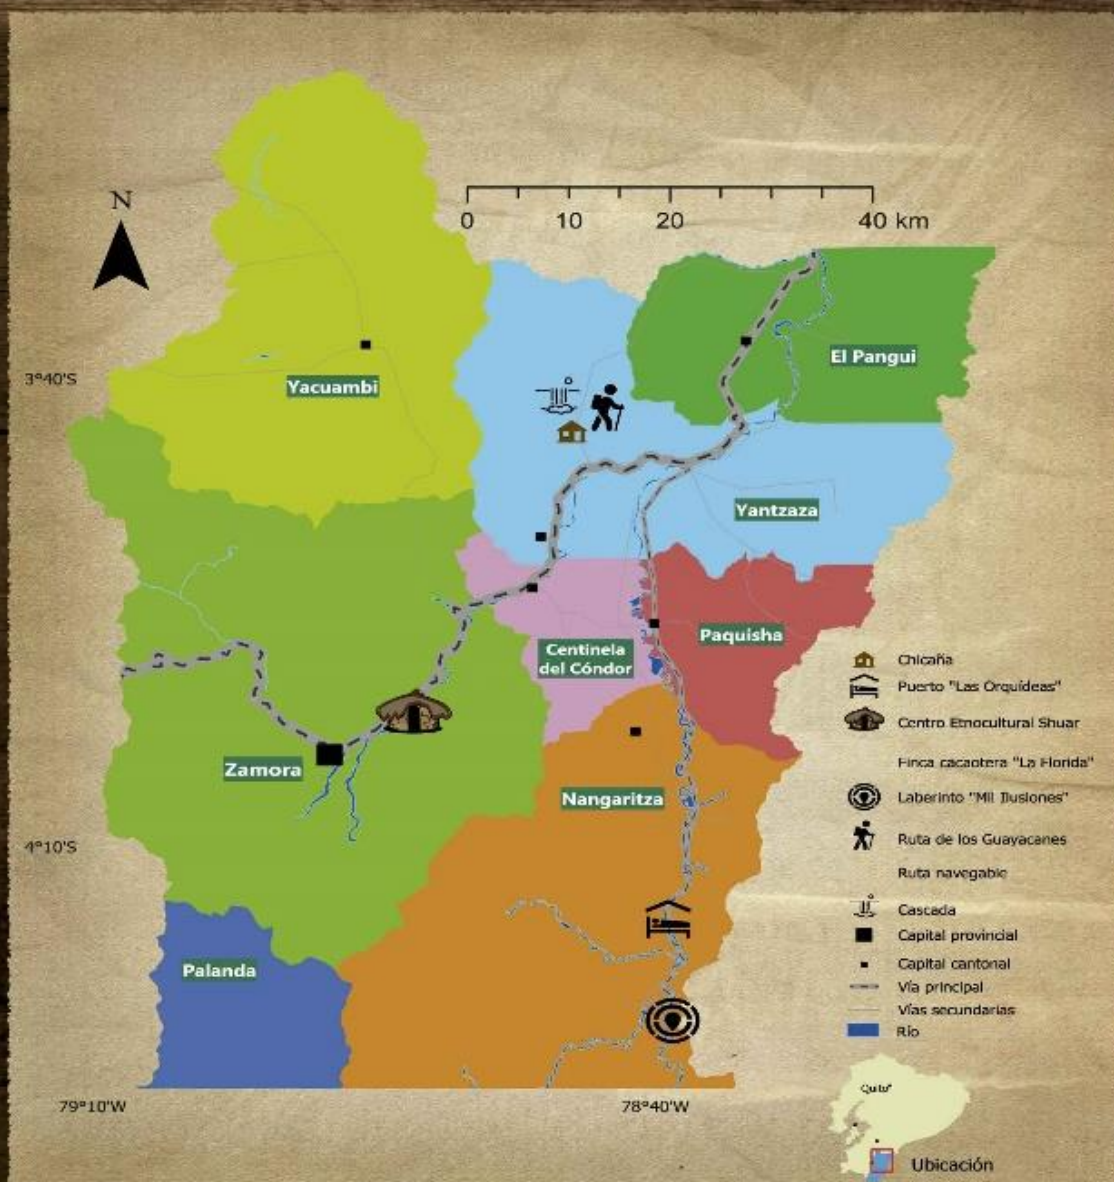 N
0 10 20 40 km
3°40'S
El Pangui
Yacuambi
Yantzaza
Paquisha
Centinela
del Cóndor
Zamora
Nangaritza
4°10'S
Palanda
79°10'W
78°40'W
Chicaña
Puerto "Las Orquídeas"
Centro Etnocultural Shuar
Finca cacaotera "La Florida"
Laberinto "Mil Ilusiones"
Ruta de los Guayacanes
Ruta navegable
Cascada
Capital provincial
Capital cantonal
Vía principal
Vías secundarias
Río
Quito
Ubicación